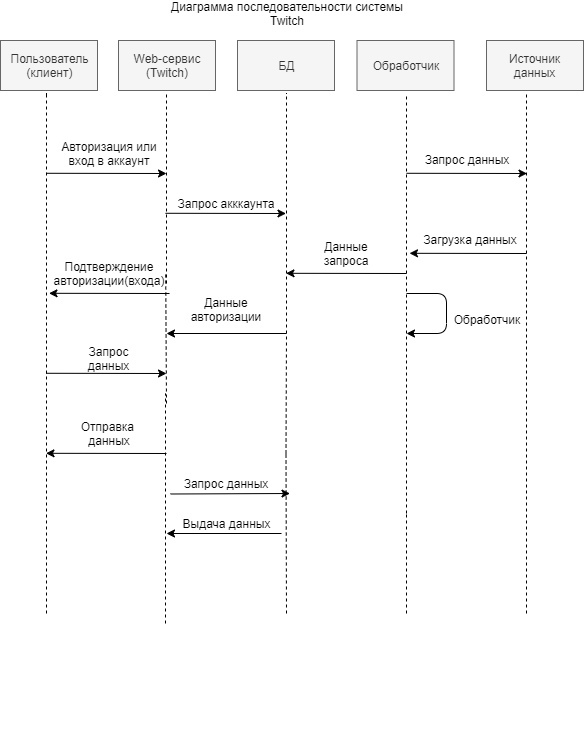 Диаграмма последовательности системы
Twitch
Пользователь
(клиент)
Web-сервис
(Twitch)
БД
Обработчик
Источник
данных
Авторизация или
вход в аккаунт
Запрос данных
Запрос акккаунта
Загрузка данных
Данные
запроса
Подтверждение
авторизации(входа)
Данные
авторизации
Обработчик
Запрос
данных
Отправка
данных
Запрос данных
Выдача данных